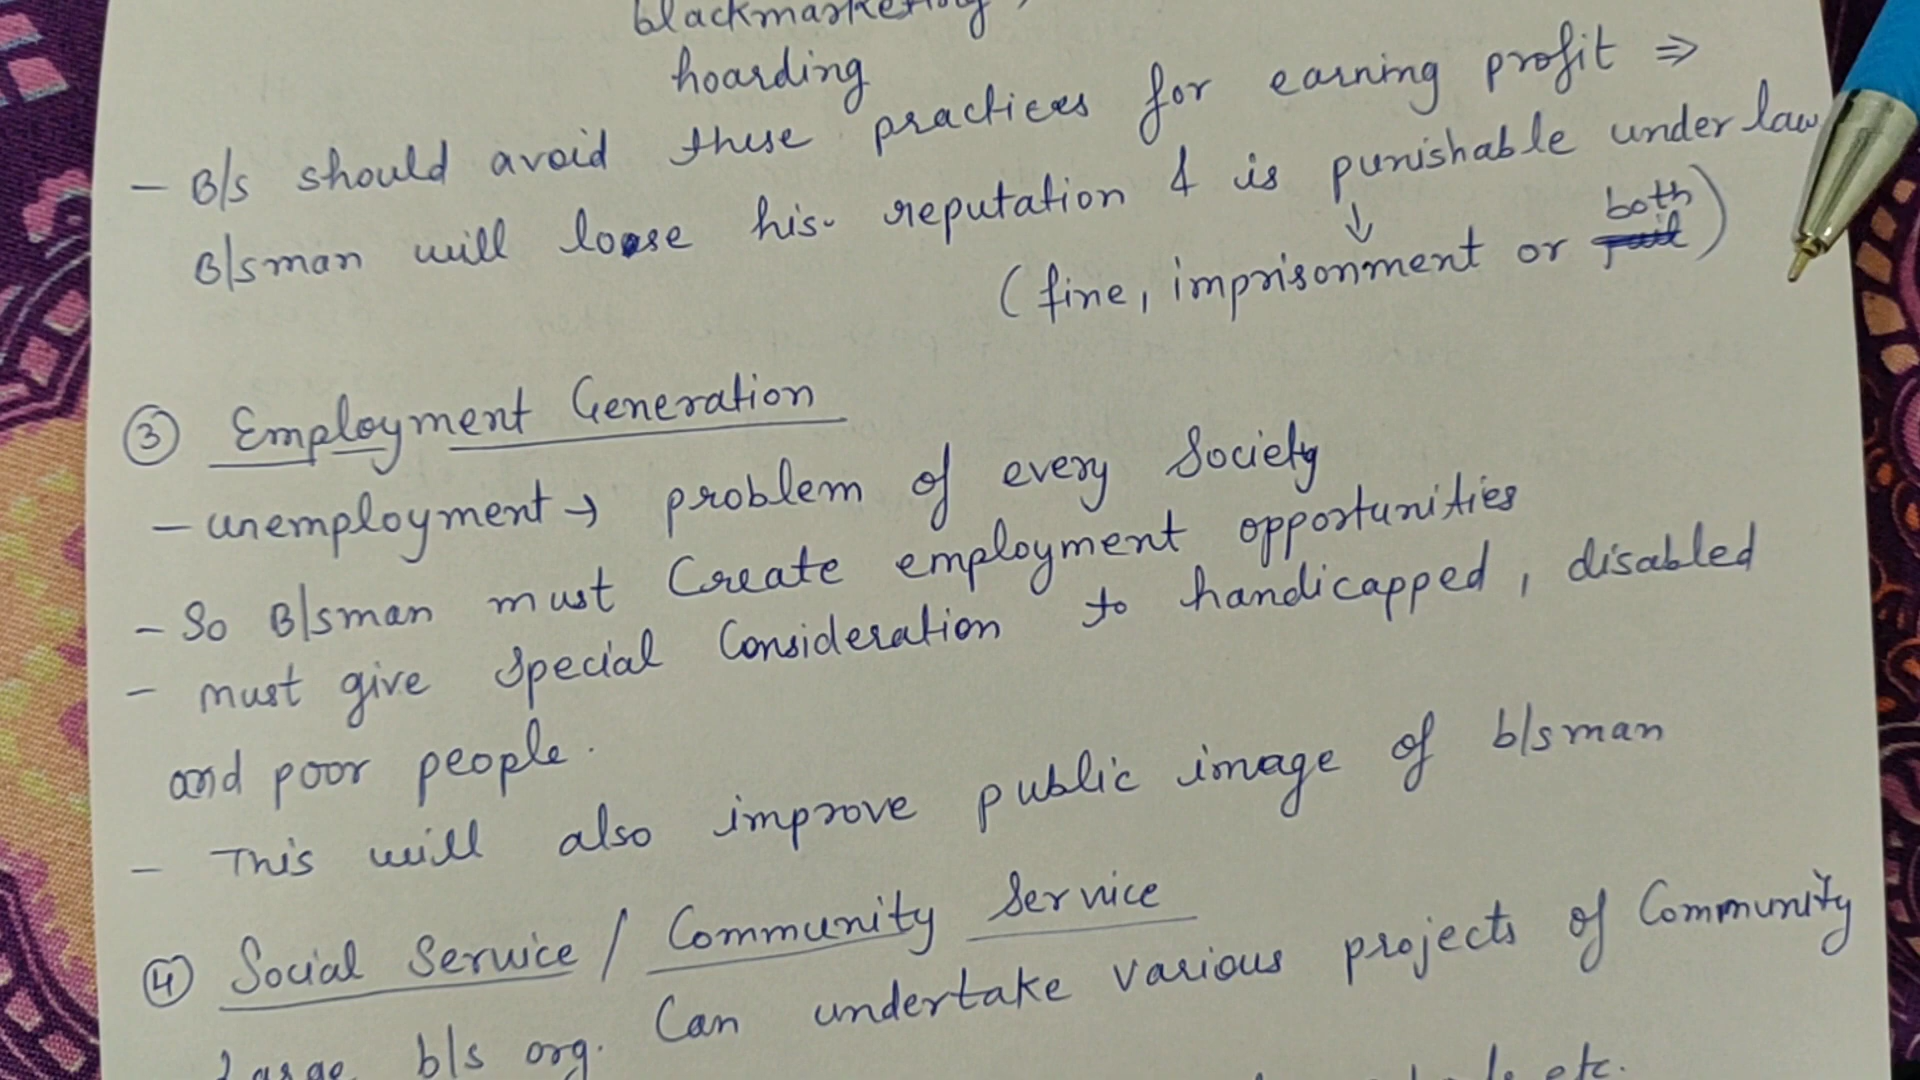 blackmarketing,
hoarding
- B/s should avoid these practices for earning profit ⇒
B/sman will loose his reputation & is punishable under law
↓
(fine, imprisonment or both)
③ Employment Generation
- unemployment → problem of every Society
- So B/sman must Create employment opportunities
- must give special Consideration to handicapped, disabled
and poor people.
- This will also improve public image of b/sman
④ Social Service / Community Service
Large b/s org. Can undertake various projects of Community
etc.